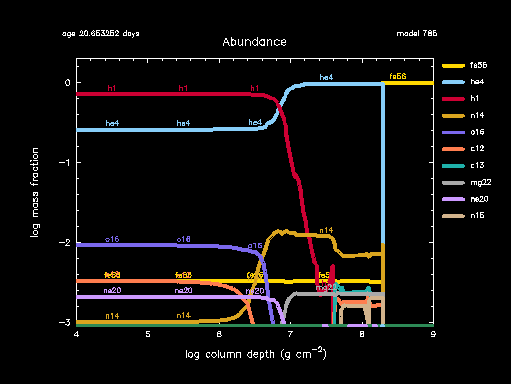 age 20.653252 days
model 785
Abundance
he4
fe56
h1 h1 h1
he4 he4 he4
n14
o16 o16 o16
fe56
ne20 ne20 ne20
mg22
n14 n14
0
−1
−2
−3
4 5 6 7 8 9
log mass fraction
log column depth (g cm⁻²)
fe56
he4
h1
n14
o16
c12
c13
mg22
ne20
n15